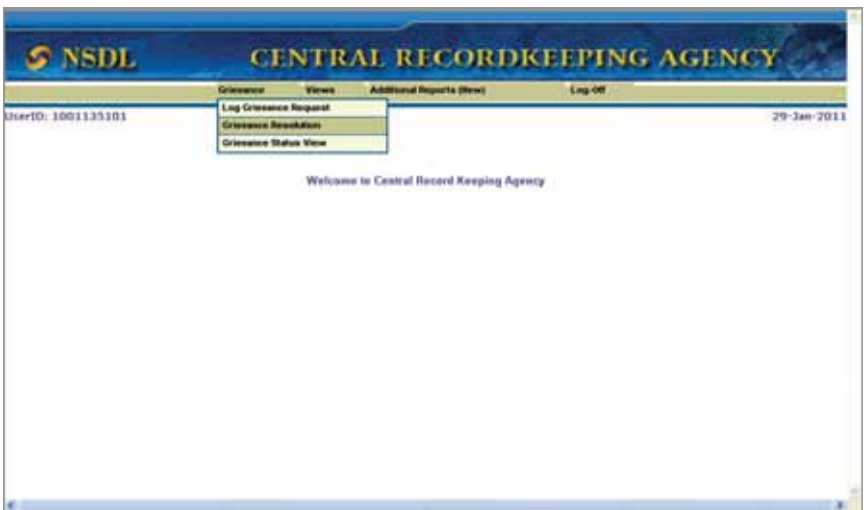 NSDL CENTRAL RECORDKEEPING AGENCY
Grievance Views Additional Reports (New) Log-Off
UserID: 1001135101 29-Jan-2011
Log Grievance Request
Grievance Resolution
Grievance Status View
Welcome to Central Record Keeping Agency